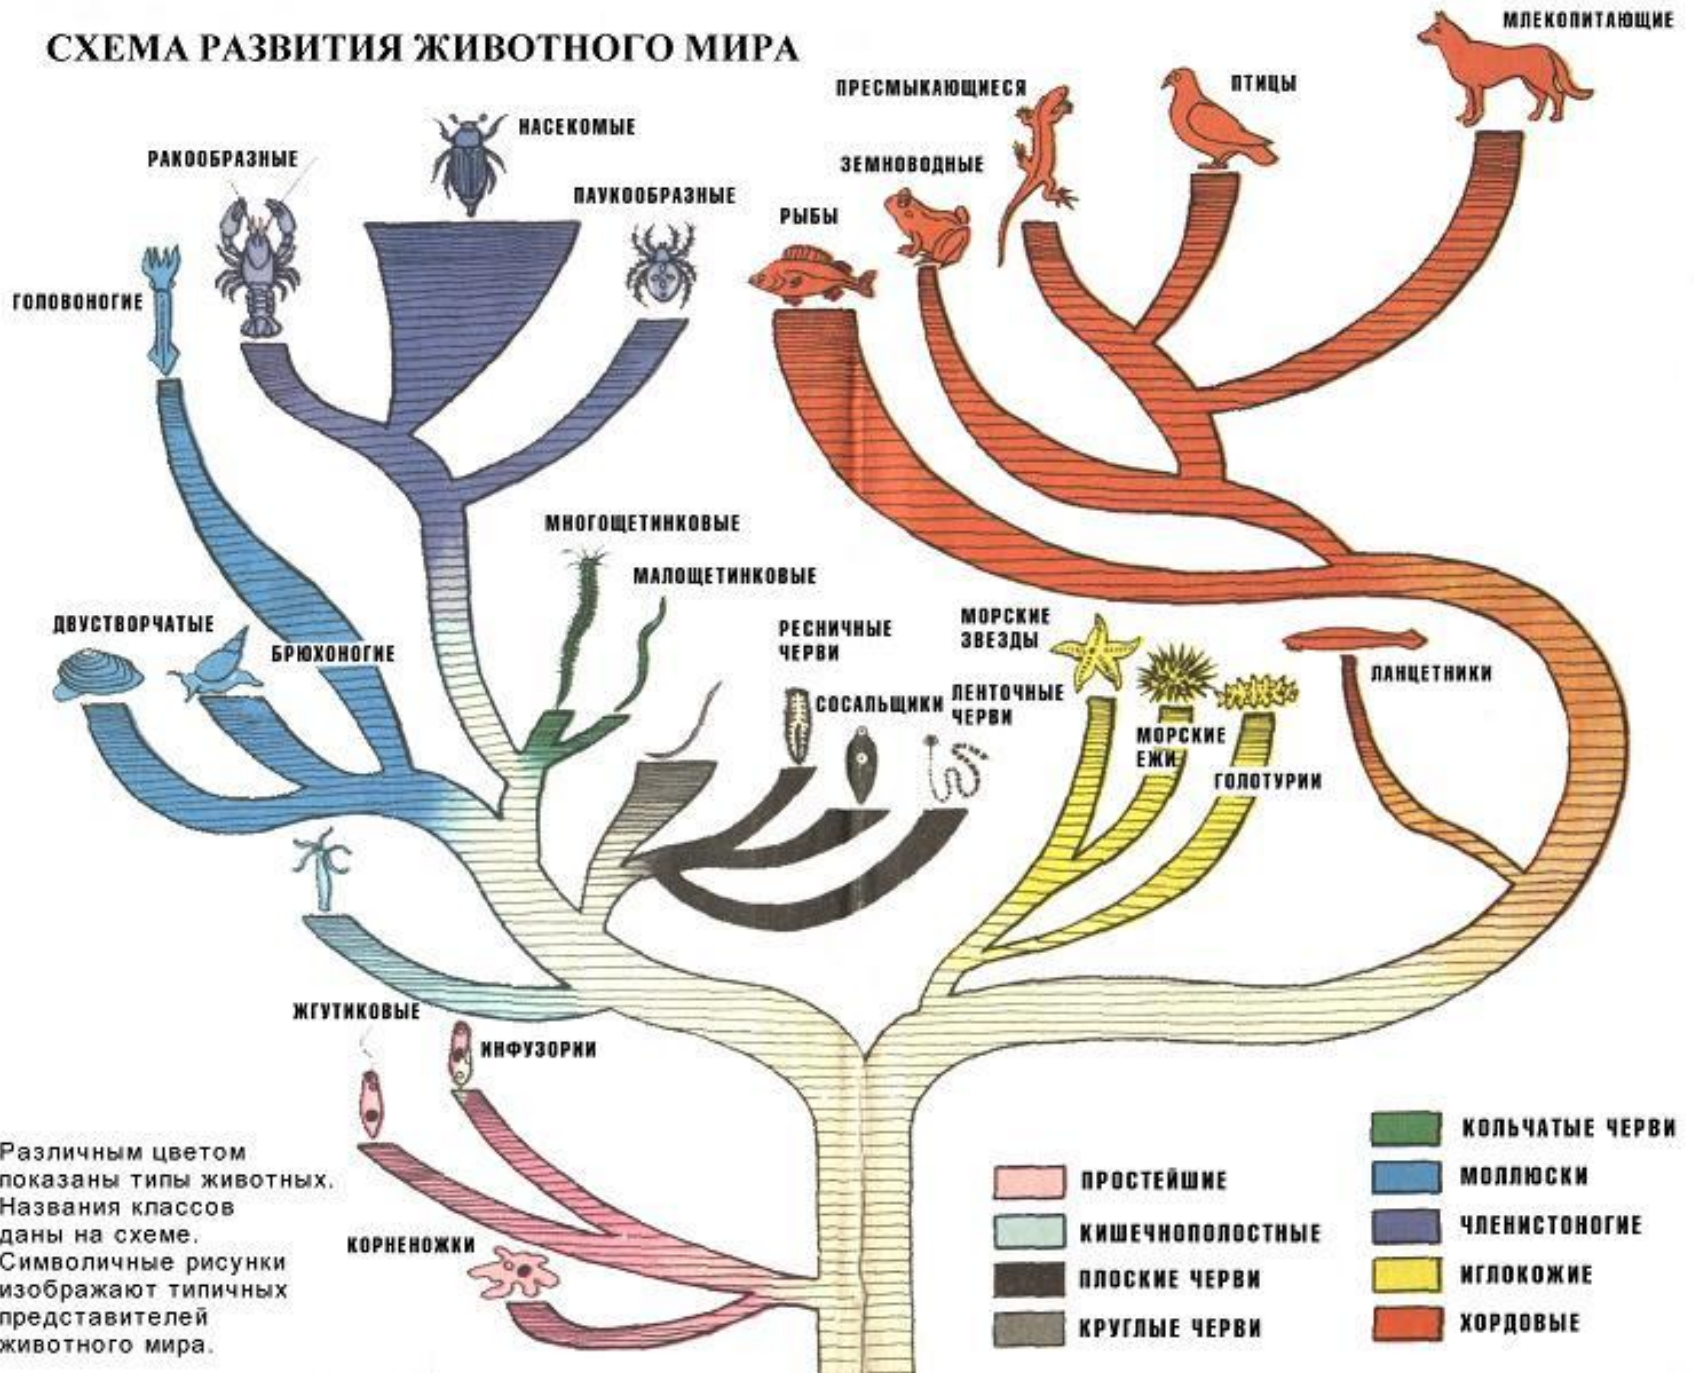 СХЕМА РАЗВИТИЯ ЖИВОТНОГО МИРА
МЛЕКОПИТАЮЩИЕ
ПРЕСМЫКАЮЩИЕСЯ
ПТИЦЫ
НАСЕКОМЫЕ
РАКООБРАЗНЫЕ
ЗЕМНОВОДНЫЕ
ПАУКООБРАЗНЫЕ
РЫБЫ
ГОЛОВОНОГИЕ
МНОГОЩЕТИНКОВЫЕ
МАЛОЩЕТИНКОВЫЕ
ДВУСТВОРЧАТЫЕ
БРЮХОНОГИЕ
РЕСНИЧНЫЕ
ЧЕРВИ
МОРСКИЕ
ЗВЕЗДЫ
ЛАНЦЕТНИКИ
СОСАЛЬЩИКИ
ЛЕНТОЧНЫЕ
ЧЕРВИ
МОРСКИЕ
ЕЖИ
ГОЛОТУРИИ
ЖГУТИКОВЫЕ
ИНФУЗОРИИ
КОРНЕНОЖКИ
Различным цветом
показаны типы животных.
Названия классов
даны на схеме.
Символичные рисунки
изображают типичных
представителей
животного мира.
ПРОСТЕЙШИЕ
КИШЕЧНОПОЛОСТНЫЕ
ПЛОСКИЕ ЧЕРВИ
КРУГЛЫЕ ЧЕРВИ
КОЛЬЧАТЫЕ ЧЕРВИ
МОЛЛЮСКИ
ЧЛЕНИСТОНОГИЕ
ИГЛОКОЖИЕ
ХОРДОВЫЕ